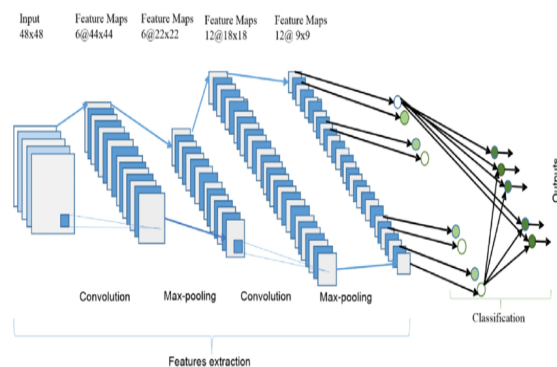 Input
48x48
Feature Maps
6@44x44
Feature Maps
6@22x22
Feature Maps
12@18x18
Feature Maps
12@ 9x9
Outputs
Convolution
Max-pooling
Convolution
Max-pooling
Classification
Features extraction